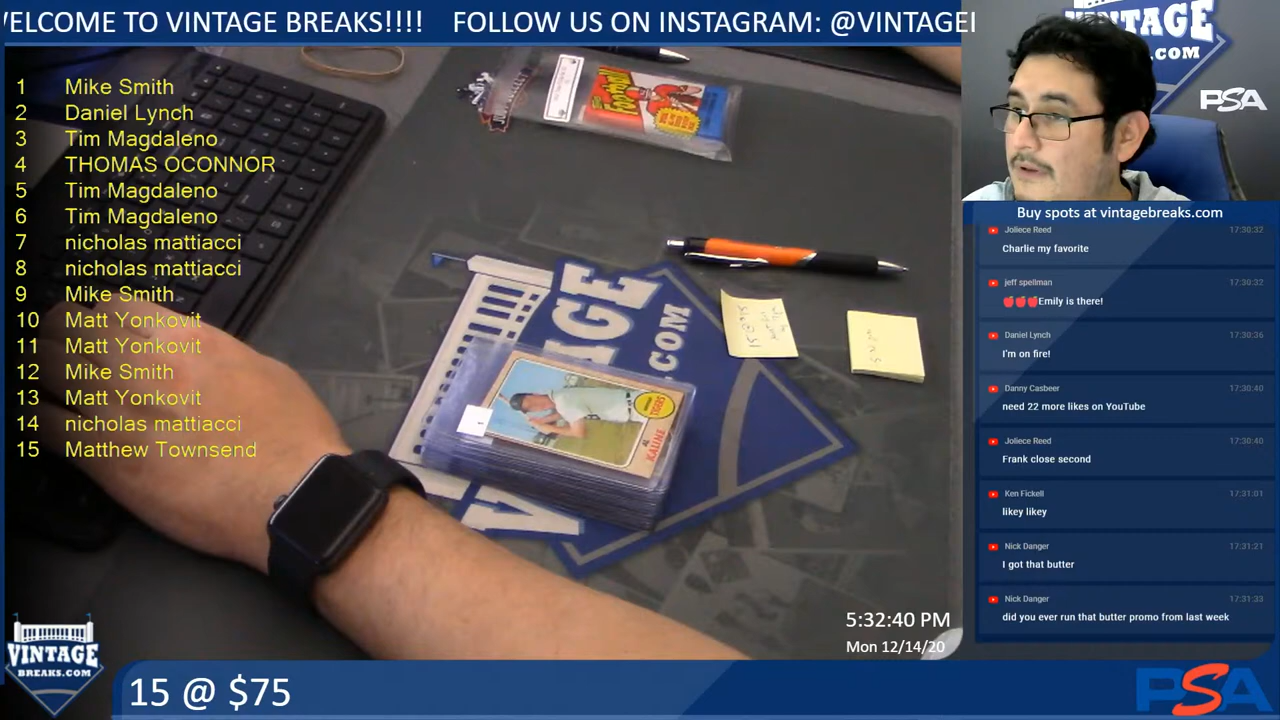 ELCOME TO VINTAGE BREAKS!!!! FOLLOW US ON INSTAGRAM: @VINTAGE
1 Mike Smith
2 Daniel Lynch
3 Tim Magdaleno
4 THOMAS OCONNOR
5 Tim Magdaleno
6 Tim Magdaleno
7 nicholas mattiacci
8 nicholas mattiacci
9 Mike Smith
10 Matt Yonkovit
11 Matt Yonkovit
12 Mike Smith
13 Matt Yonkovit
14 nicholas mattiacci
15 Matthew Townsend
football
AGE
.COM
V
TIGERS
AL
KALINE
VINTAGE
BREAKS.COM
15 @ $75
5:32:40 PM
Mon 12/14/20
NTAGE
.COM
PSA
Buy spots at vintagebreaks.com
Joliece Reed 17:30:32
Charlie my favorite
jeff spellman 17:30:32
🍎🍎🍎Emily is there!
Daniel Lynch 17:30:36
I'm on fire!
Danny Casbeer 17:30:40
need 22 more likes on YouTube
Joliece Reed 17:30:40
Frank close second
Ken Fickell 17:31:01
likey likey
Nick Danger 17:31:21
I got that butter
Nick Danger 17:31:33
did you ever run that butter promo from last week
PSA